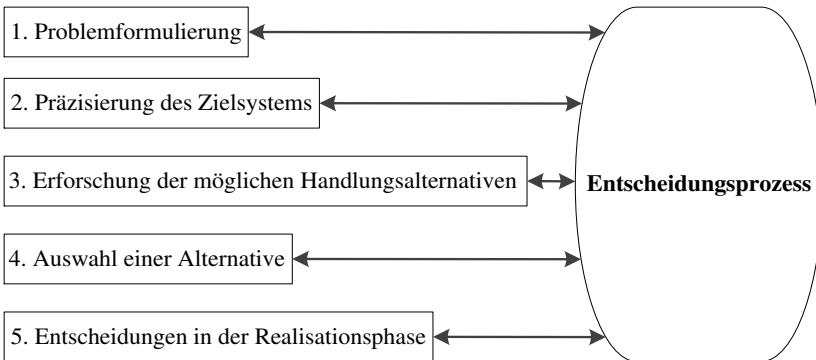 1. Problemformulierung
2. Präzisierung des Zielsystems
3. Erforschung der möglichen Handlungsalternativen
Entscheidungsprozess
4. Auswahl einer Alternative
5. Entscheidungen in der Realisationsphase